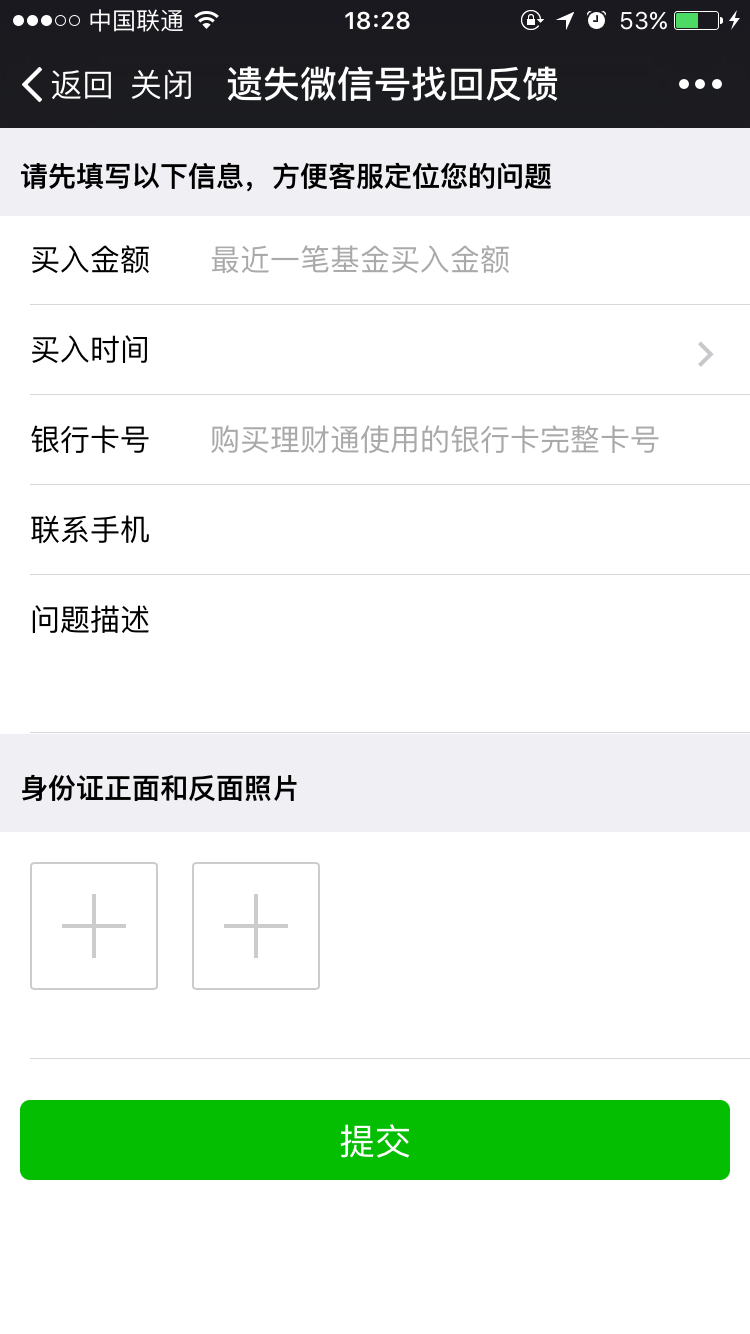 中国联通 18:28 53%
返回 关闭 遗失微信号找回反馈
请先填写以下信息，方便客服定位您的问题
买入金额 最近一笔基金买入金额
买入时间
银行卡号 购买理财通使用的银行卡完整卡号
联系手机
问题描述
身份证正面和反面照片
提交